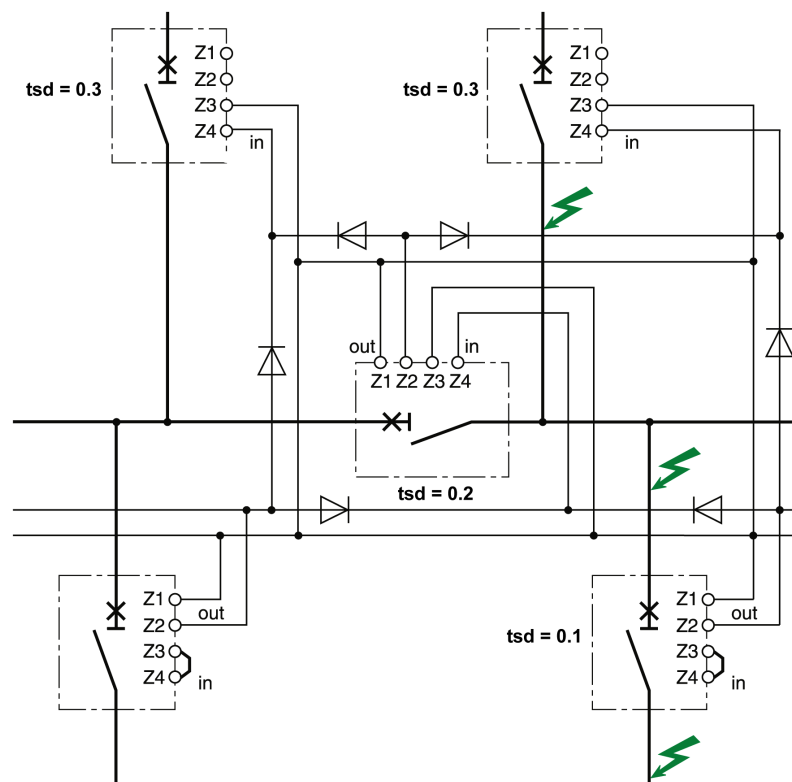 Z1
Z2
tsd = 0.3
Z3
Z4
in
Z1
Z2
tsd = 0.3
Z3
Z4
in
out
in
Z1 Z2 Z3 Z4
tsd = 0.2
Z1
out
Z2
Z3
Z4
in
Z1
out
Z2
tsd = 0.1
Z3
Z4
in